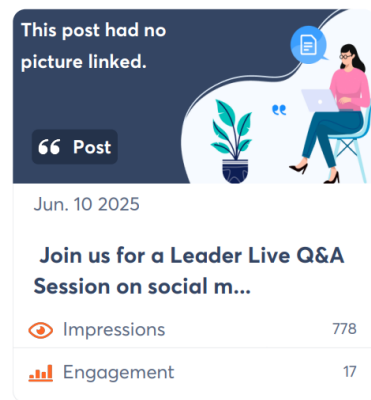 This post had no
picture linked.
Post
Jun. 10 2025
Join us for a Leader Live Q&A
Session on social m...
Impressions 778
Engagement 17